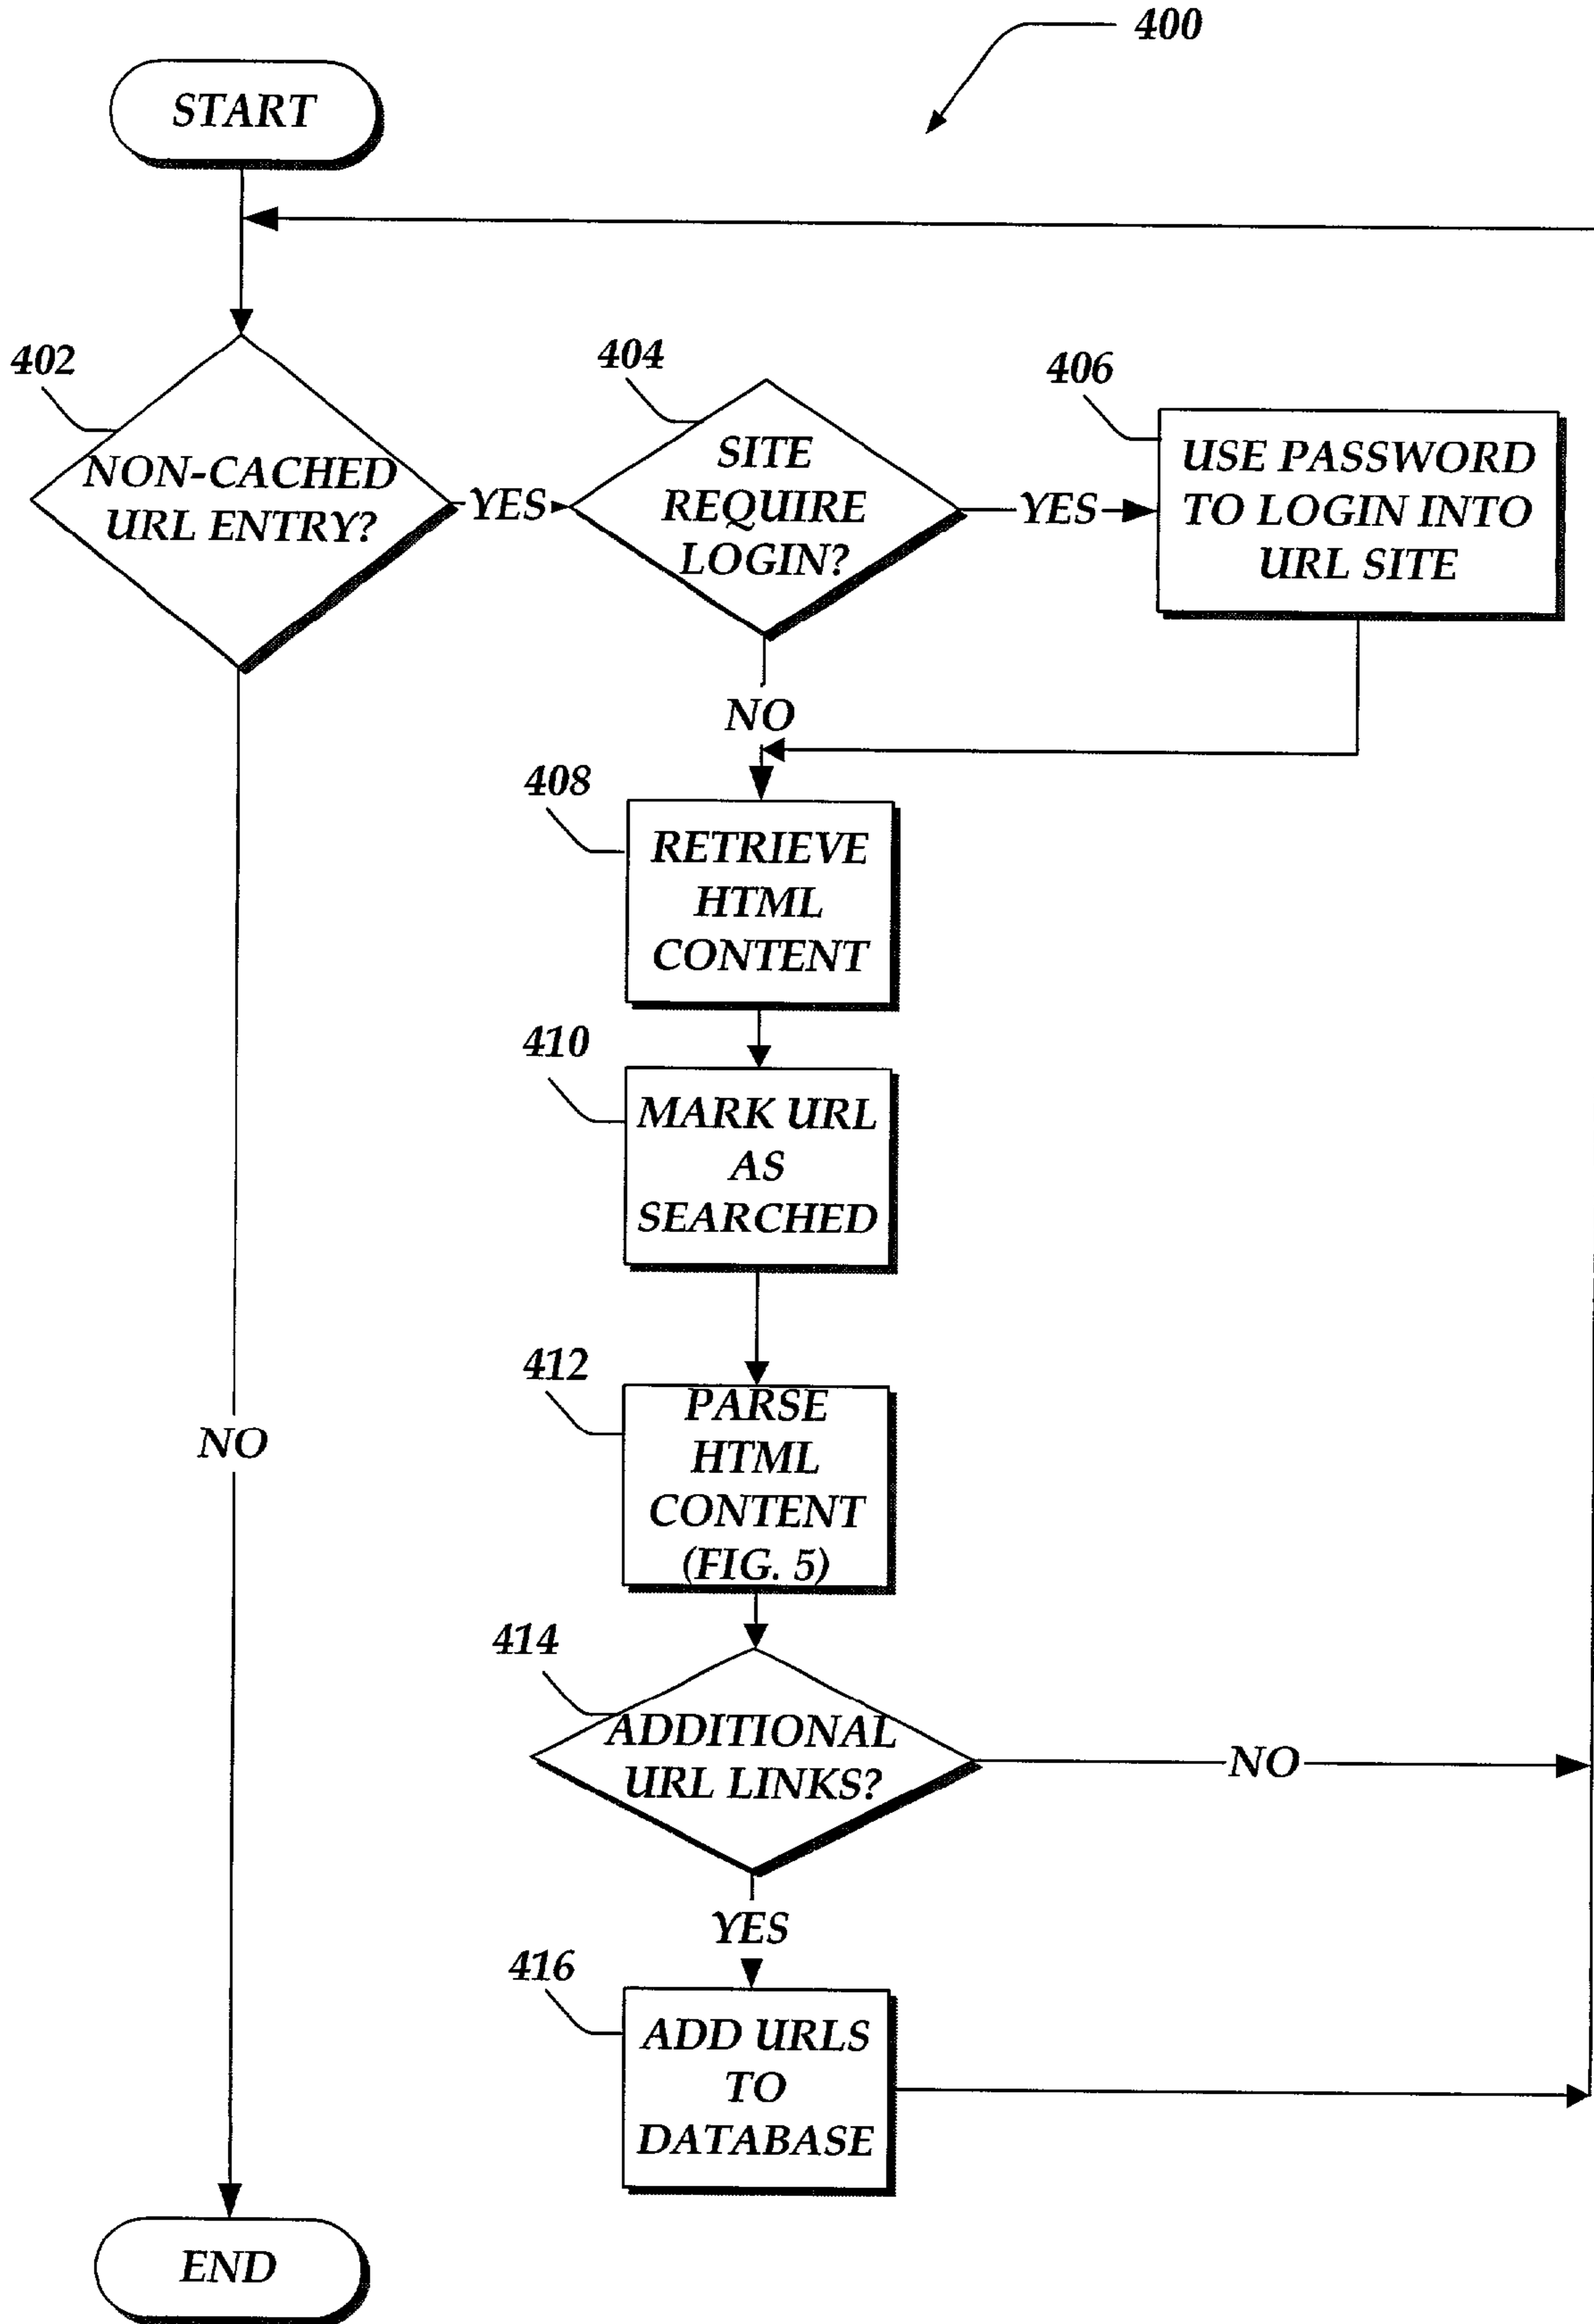 400
START
402
NON-CACHED
URL ENTRY?
YES
404
SITE
REQUIRE
LOGIN?
YES
406
USE PASSWORD
TO LOGIN INTO
URL SITE
NO
408
RETRIEVE
HTML
CONTENT
410
MARK URL
AS
SEARCHED
412
PARSE
HTML
CONTENT
(FIG. 5)
NO
414
ADDITIONAL
URL LINKS?
NO
YES
416
ADD URLS
TO
DATABASE
END